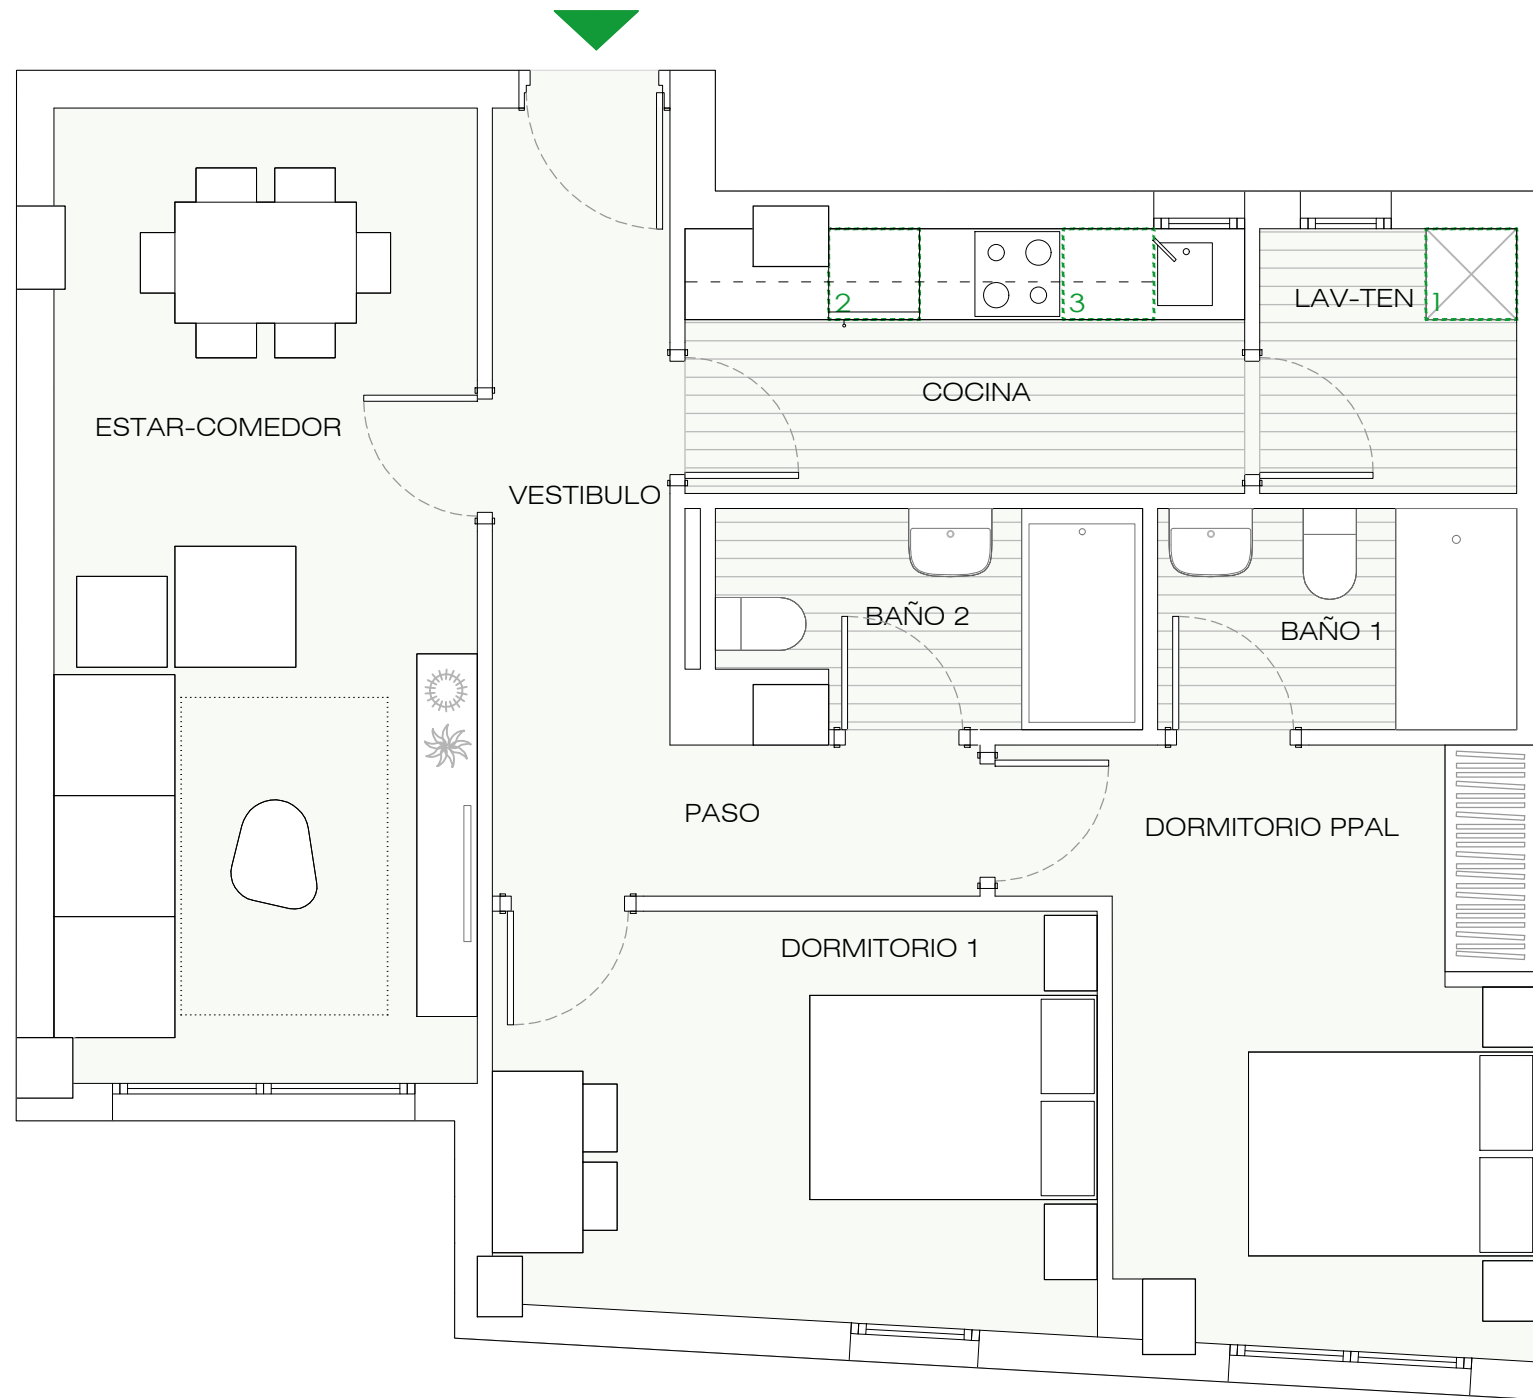 2
3
LAV-TEN
1
COCINA
ESTAR-COMEDOR
VESTIBULO
BAÑO 2
BAÑO 1
PASO
DORMITORIO PPAL
DORMITORIO 1